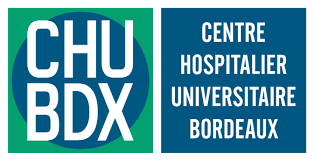 CHU
BDX
CENTRE
HOSPITALIER
UNIVERSITAIRE
BORDEAUX